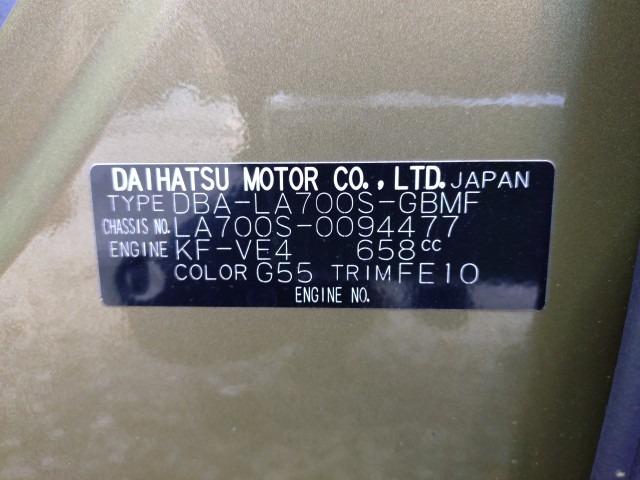 DAIHATSU MOTOR CO., LTD. JAPAN
TYPE DBA-LA700S-GBMF
CHASSIS NO. LA700S-0094477
ENGINE KF-VE4 658cc
COLOR G55 TRIM FE10
ENGINE NO.